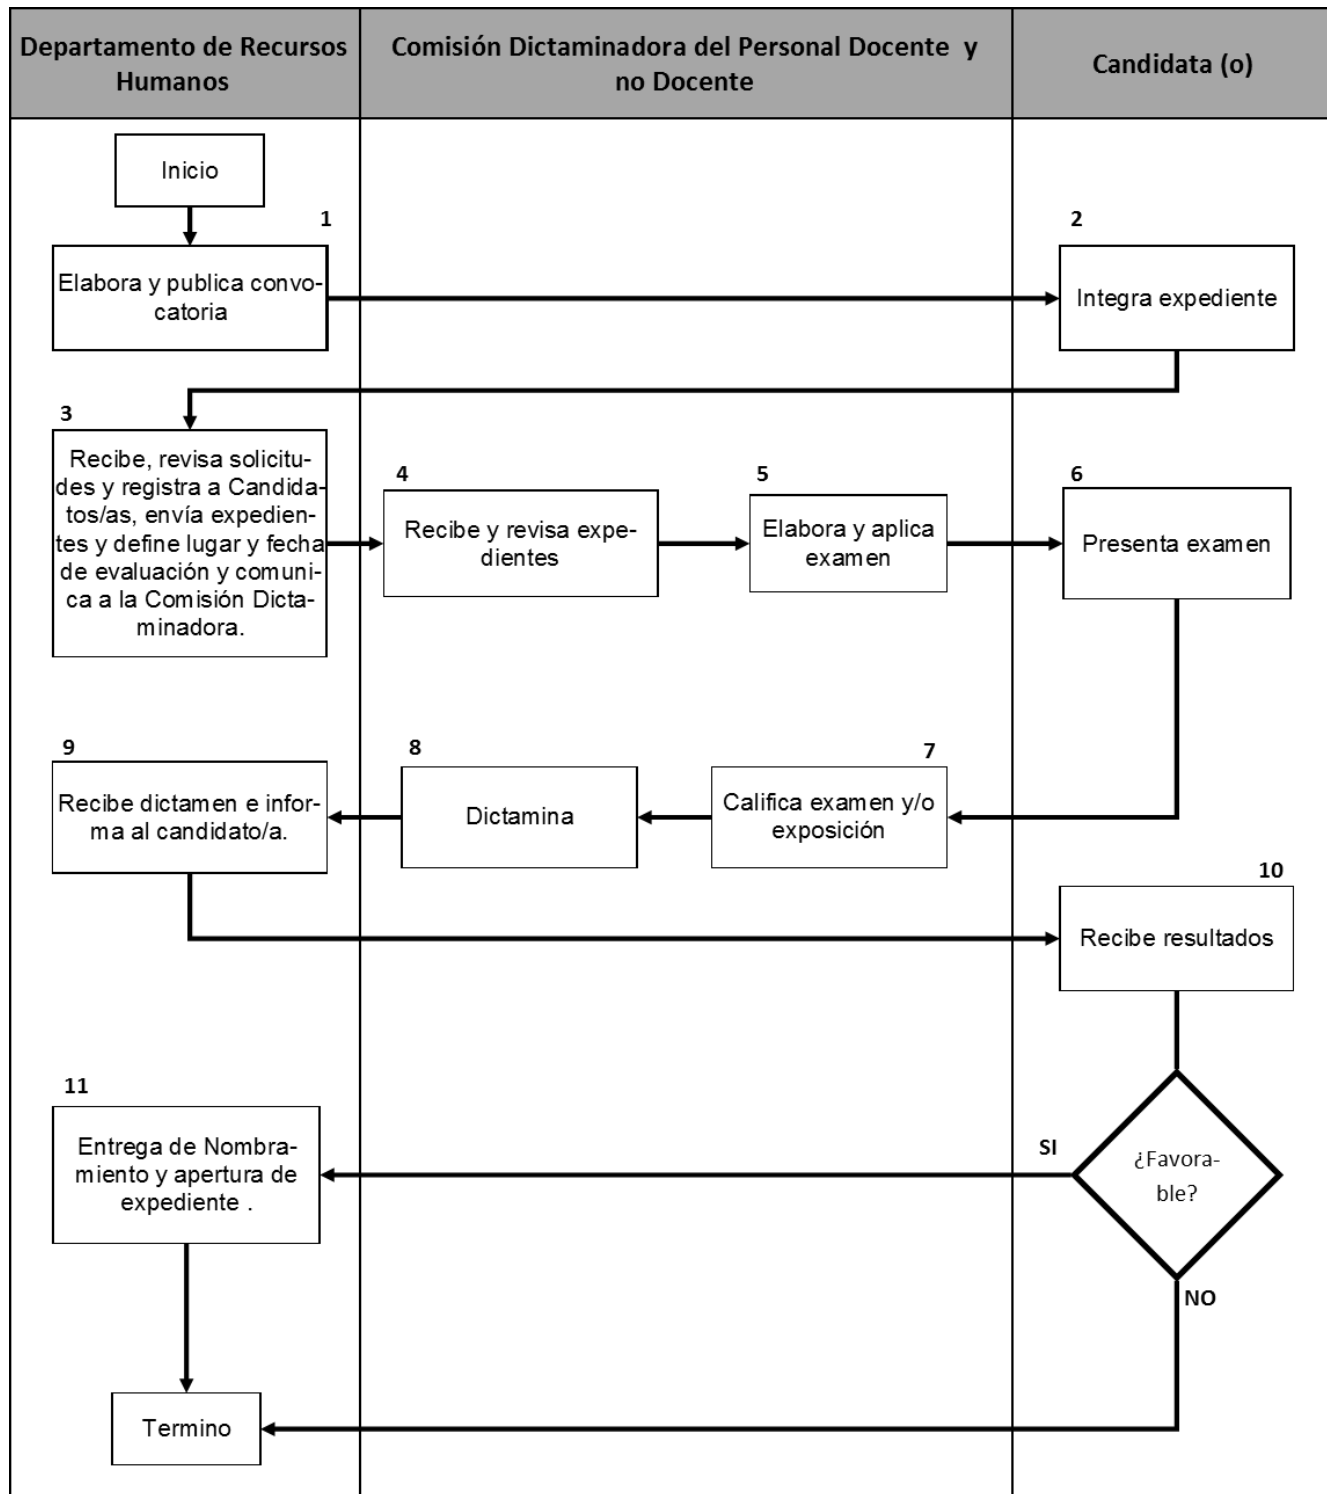 Departamento de Recursos
Humanos
Comisión Dictaminadora del Personal Docente y
no Docente
Candidata (o)
Inicio
1
Elabora y publica convo-
catoria
2
Integra expediente
3
Recibe, revisa solicitu-
des y registra a Candida-
tos/as, envía expedien-
tes y define lugar y fecha
de evaluación y comuni-
ca a la Comisión Dicta-
minadora.
4
Recibe y revisa expe-
dientes
5
Elabora y aplica
examen
6
Presenta examen
7
Califica examen y/o
exposición
8
Dictamina
9
Recibe dictamen e infor-
ma al candidato/a.
10
Recibe resultados
¿Favora-
ble?
SI
NO
11
Entrega de Nombra-
miento y apertura de
expediente .
Termino